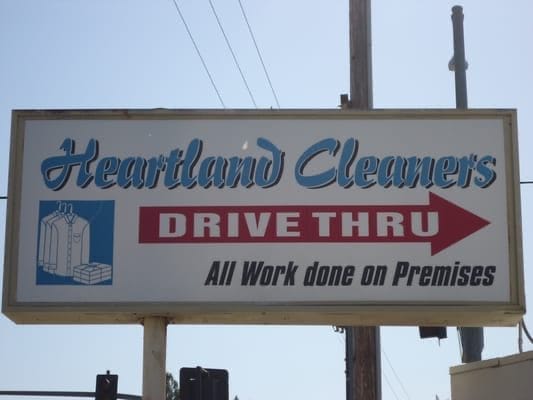 Heartland Cleaners
DRIVE THRU
All Work done on Premises